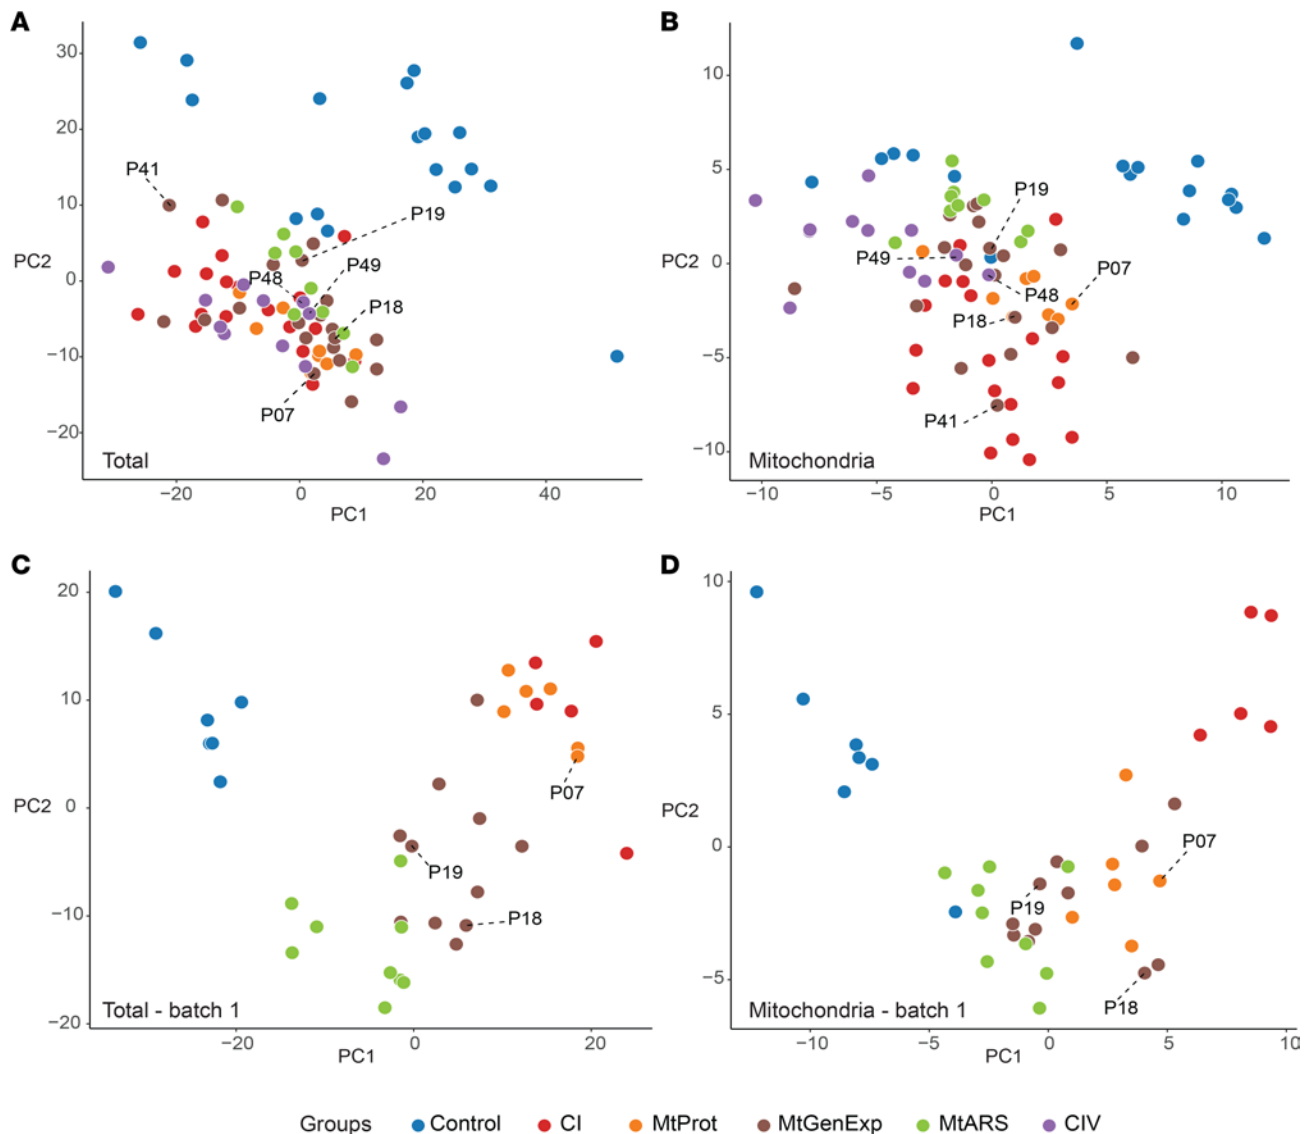 A
B
30
20
10
0
−10
−20
PC2
P41
P19
P49
P48
P18
P07
Total
−20
0
20
40
PC1
10
5
0
−5
−10
PC2
P19
P49
P07
P48
P18
P41
Mitochondria
−10
−5
0
5
10
PC1
C
D
20
10
0
−10
−20
PC2
P07
P19
P18
Total - batch 1
−20
0
20
PC1
10
5
0
−5
PC2
P07
P19
P18
Mitochondria - batch 1
−10
−5
0
5
10
PC1
Groups Control CI MtProt MtGenExp MtARS CIV